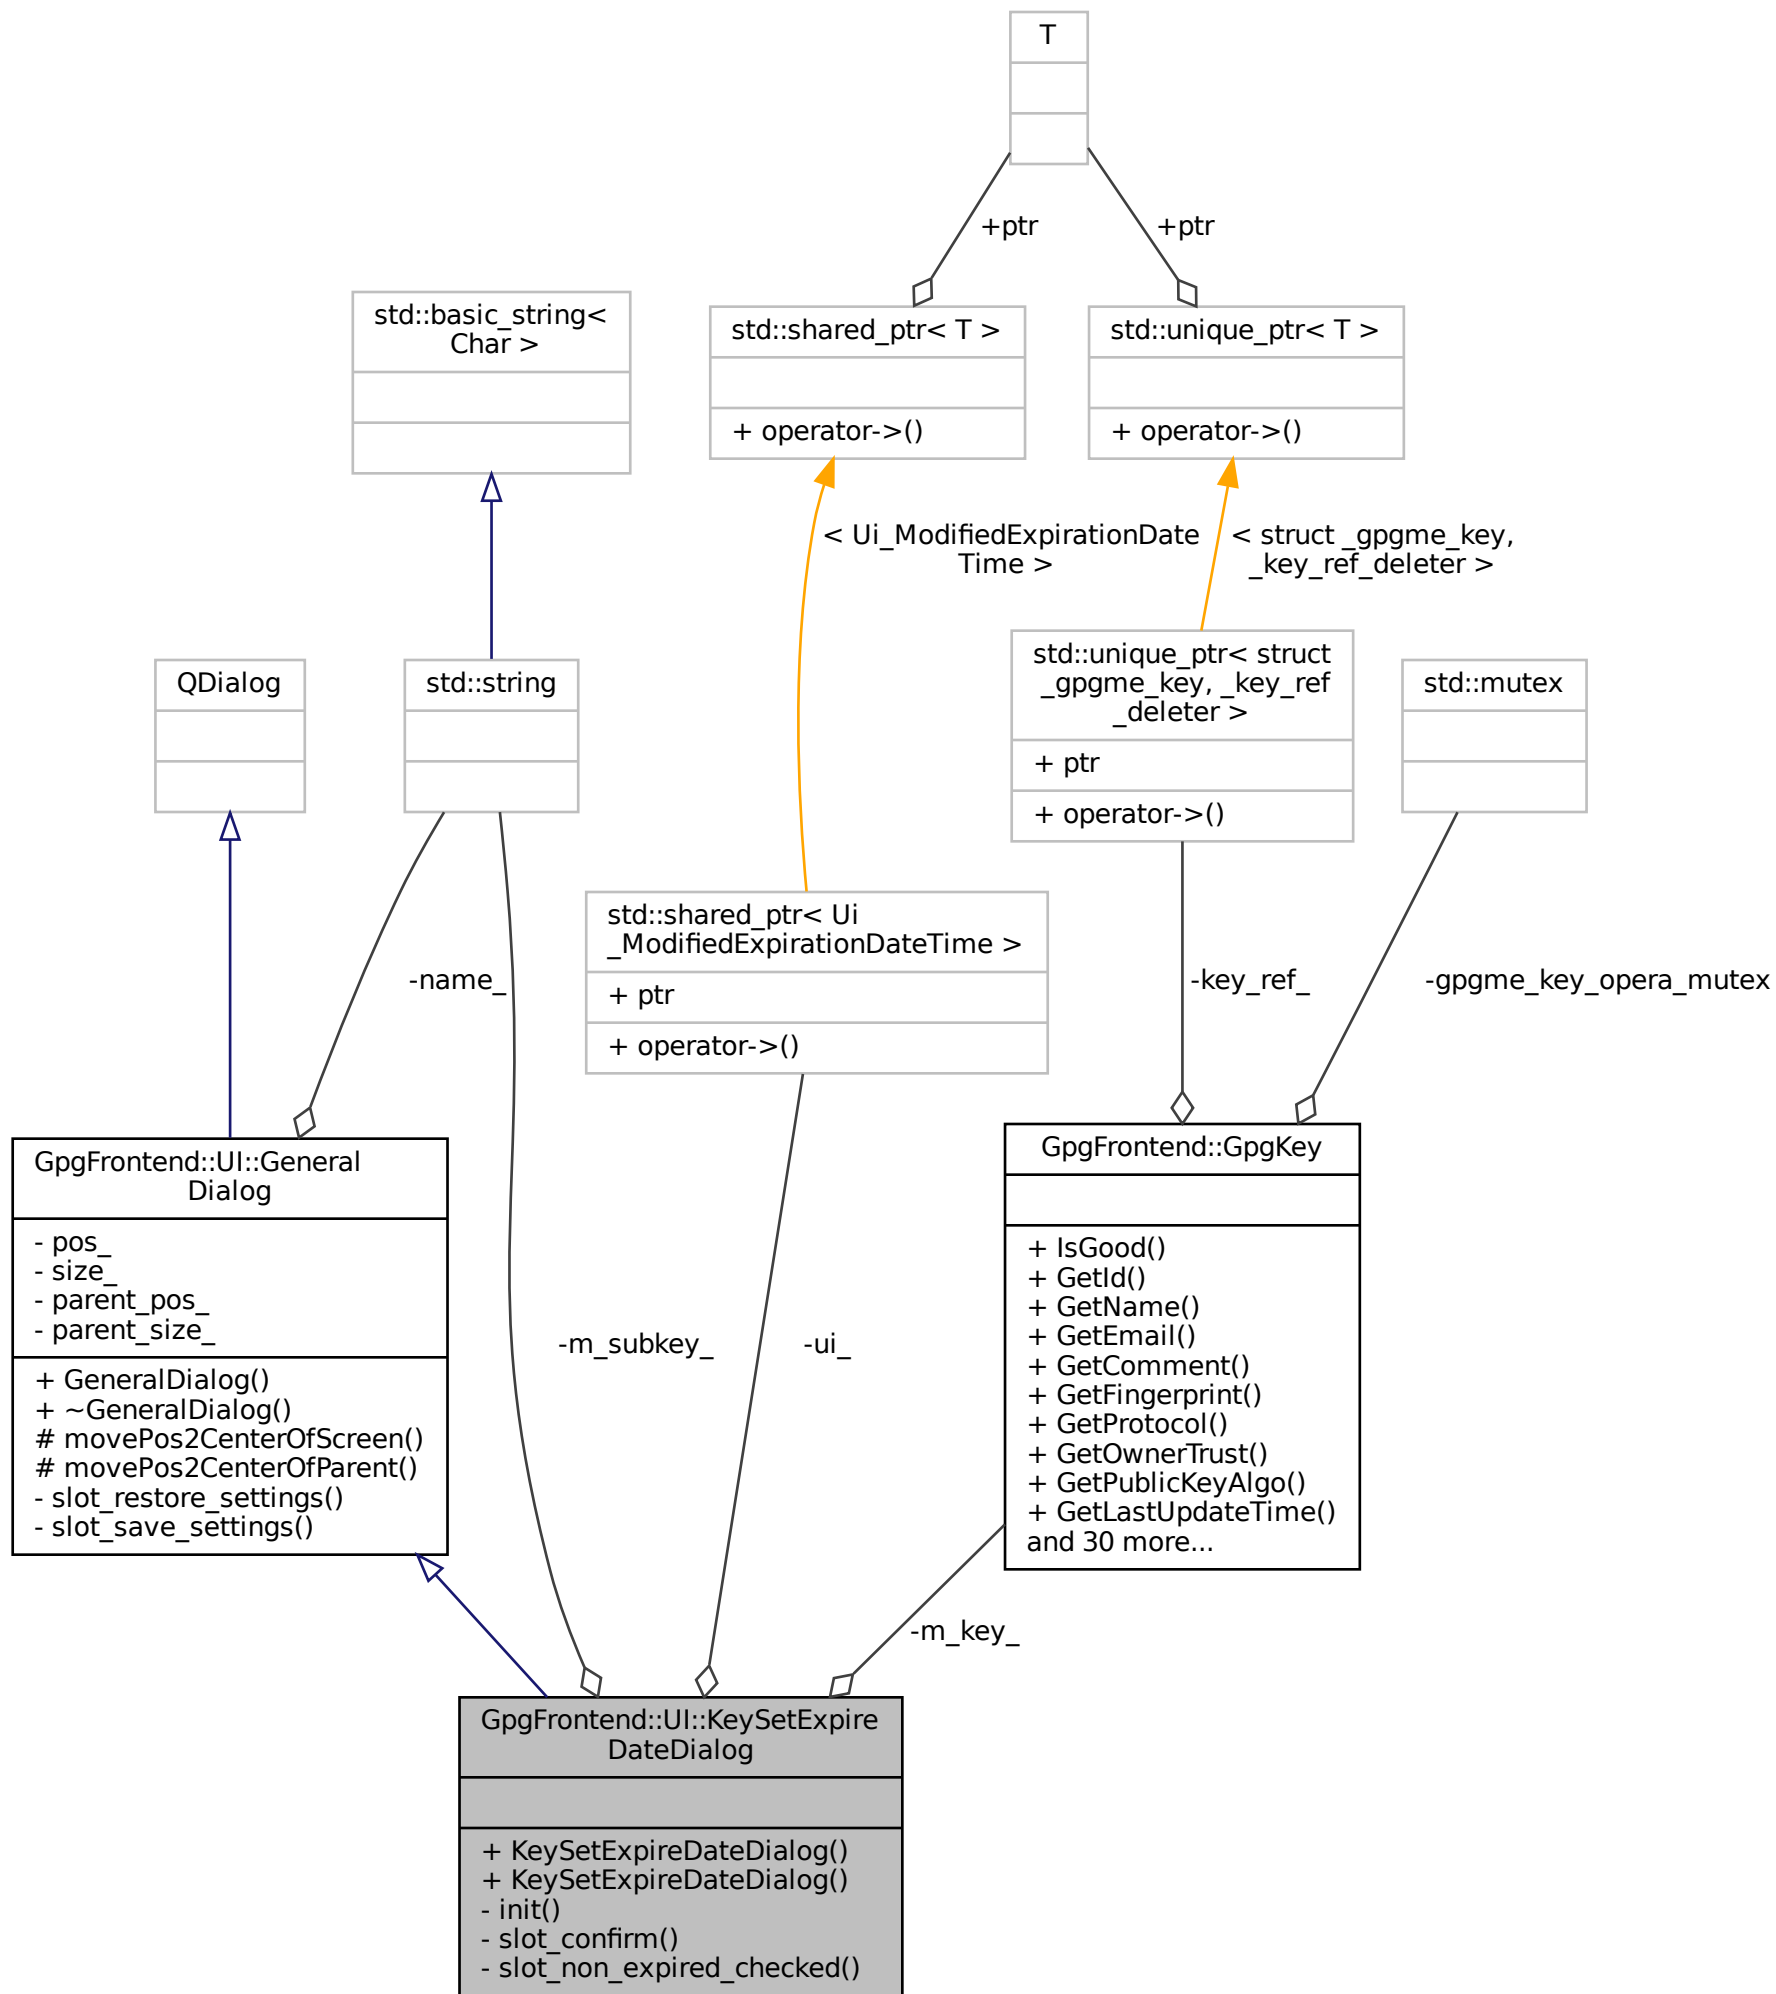 T
+ptr
+ptr
std::basic_string<
Char >
std::shared_ptr< T >
+ operator->()
std::unique_ptr< T >
+ operator->()
< Ui_ModifiedExpirationDate
Time >
< struct _gpgme_key,
_key_ref_deleter >
QDialog
std::string
std::unique_ptr< struct
_gpgme_key, _key_ref
_deleter >
+ ptr
+ operator->()
std::mutex
std::shared_ptr< Ui
_ModifiedExpirationDateTime >
+ ptr
+ operator->()
-name_
-key_ref_
-gpgme_key_opera_mutex
GpgFrontend::UI::General
Dialog
- pos_
- size_
- parent_pos_
- parent_size_
+ GeneralDialog()
+ ~GeneralDialog()
# movePos2CenterOfScreen()
# movePos2CenterOfParent()
- slot_restore_settings()
- slot_save_settings()
-m_subkey_
-ui_
GpgFrontend::GpgKey
+ IsGood()
+ GetId()
+ GetName()
+ GetEmail()
+ GetComment()
+ GetFingerprint()
+ GetProtocol()
+ GetOwnerTrust()
+ GetPublicKeyAlgo()
+ GetLastUpdateTime()
and 30 more...
-m_key_
GpgFrontend::UI::KeySetExpire
DateDialog
+ KeySetExpireDateDialog()
+ KeySetExpireDateDialog()
- init()
- slot_confirm()
- slot_non_expired_checked()